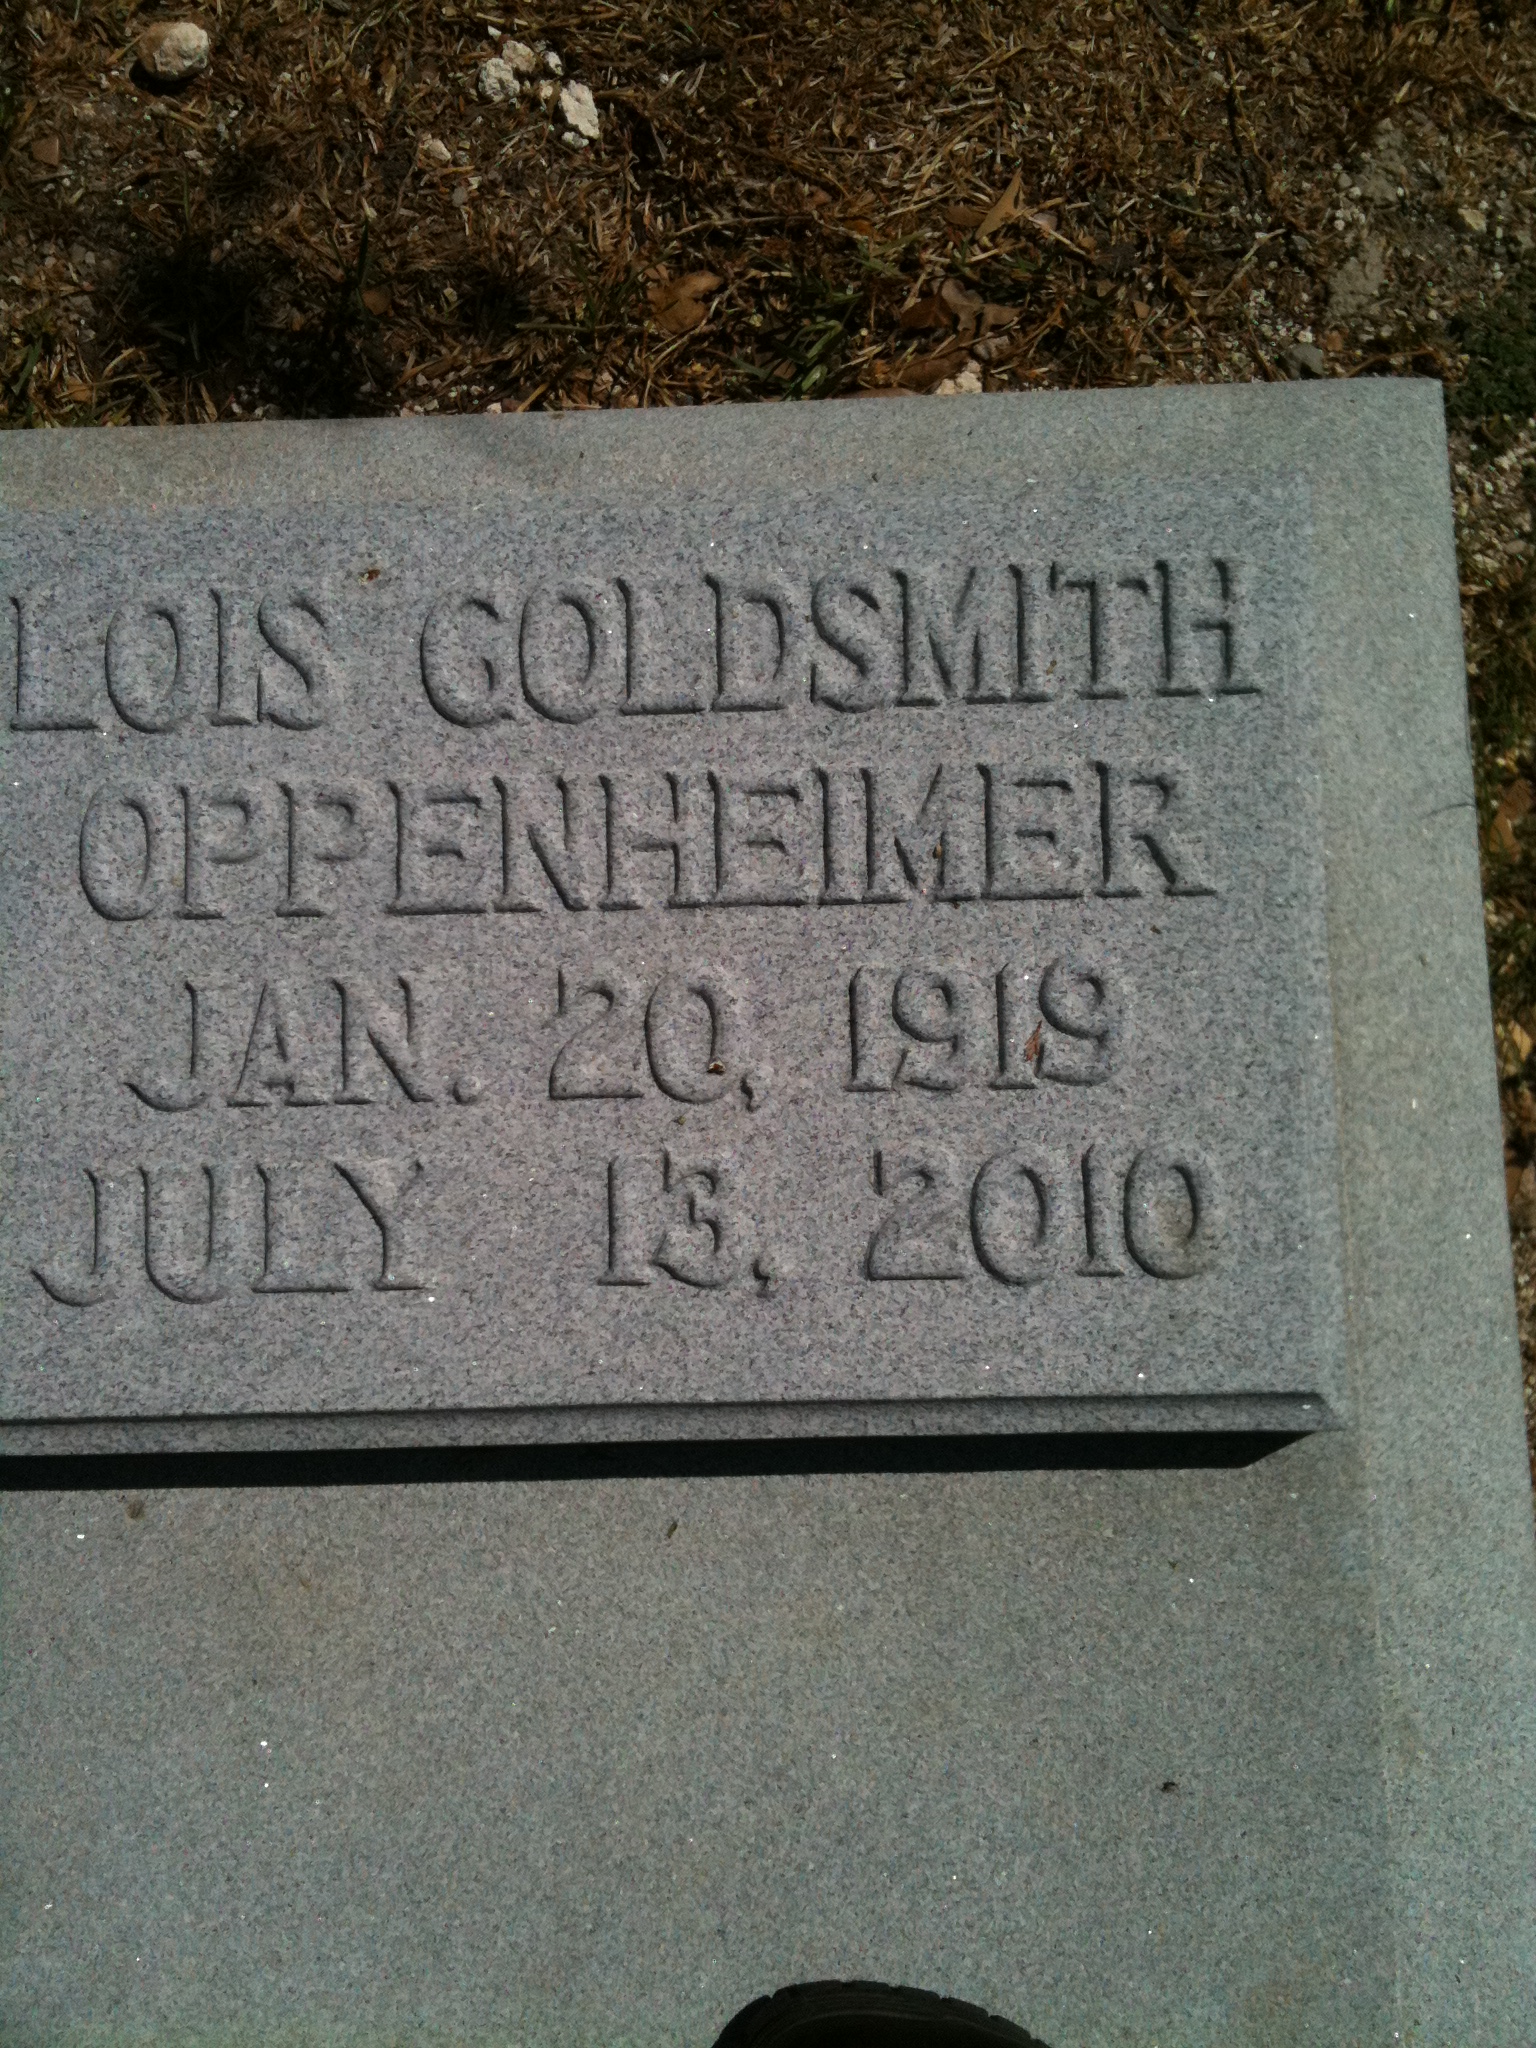 LOIS GOLDSMITH
OPPENHEIMER
JAN. 20, 1919
JULY 13, 2010